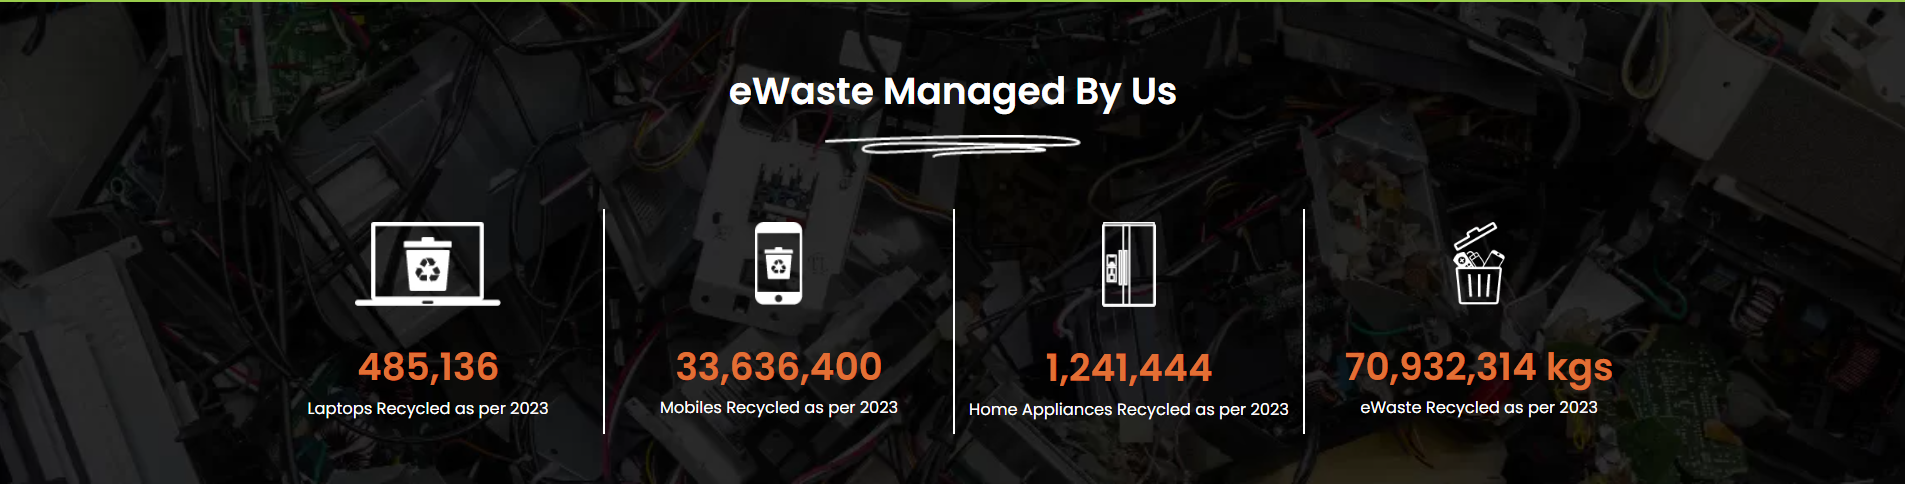 eWaste Managed By Us
485,136
Laptops Recycled as per 2023
33,636,400
Mobiles Recycled as per 2023
1,241,444
Home Appliances Recycled as per 2023
70,932,314 kgs
eWaste Recycled as per 2023